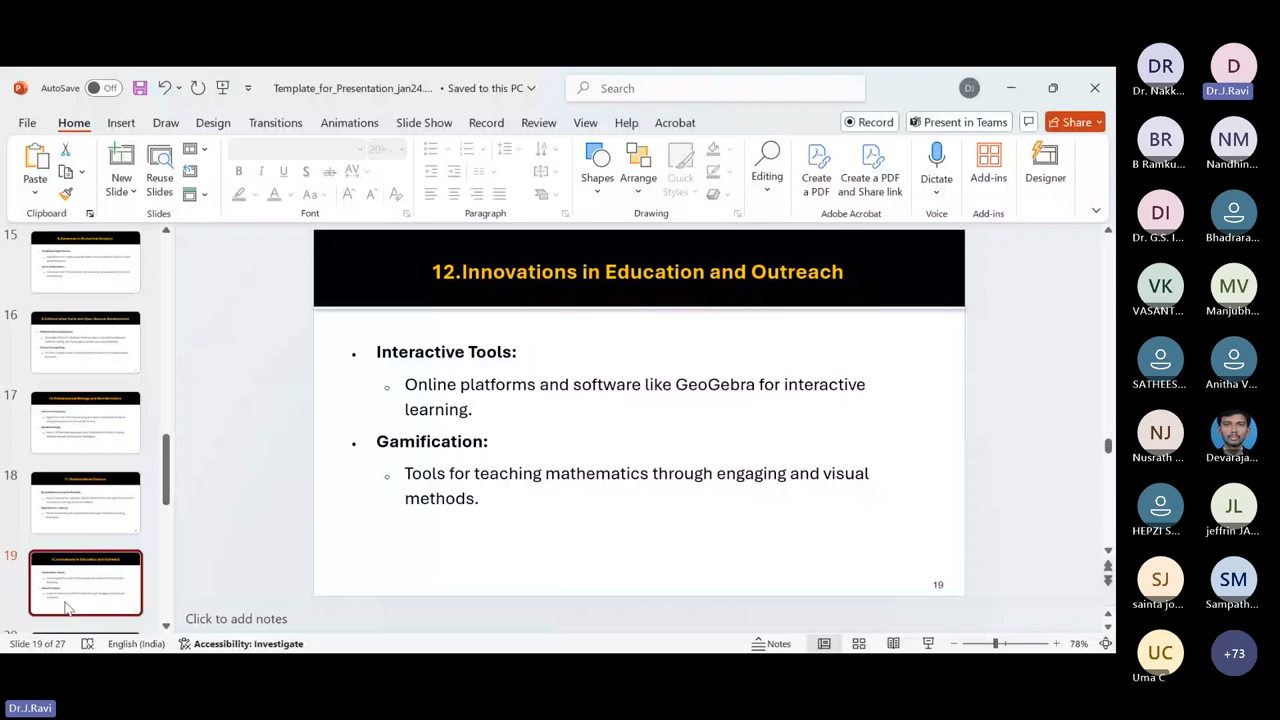 AutoSave Off Template_for_Presentation_jan24.... • Saved to this PC Search DJ
File Home Insert Draw Design Transitions Animations Slide Show Record Review View Help Acrobat Record Present in Teams Share
Paste New Slide Reuse Slides 20+ Shapes Arrange Quick Styles Editing Create a PDF Create a PDF and Share link Dictate Add-ins Designer
Clipboard Slides Font Paragraph Drawing Adobe Acrobat Voice Add-ins
15
16
17
18
19
12.Innovations in Education and Outreach
• Interactive Tools:
○ Online platforms and software like GeoGebra for interactive
learning.
• Gamification:
○ Tools for teaching mathematics through engaging and visual
methods.
19
Click to add notes
Slide 19 of 27 English (India) Accessibility: Investigate Notes 78%
DR D
Dr. Nakk... Dr.J.Ravi
BR NM
B Ramku... Nandhin...
DI
Dr. G.S. I... Bhadrara...
VK MV
VASANT... Manjubh...
SATHEES... Anitha V...
NJ
Nusrath ... Devaraja...
JL
HEPZI S... jeffrin JA...
SJ SM
sainta jo... Sampath...
UC +73
Uma C
Dr.J.Ravi